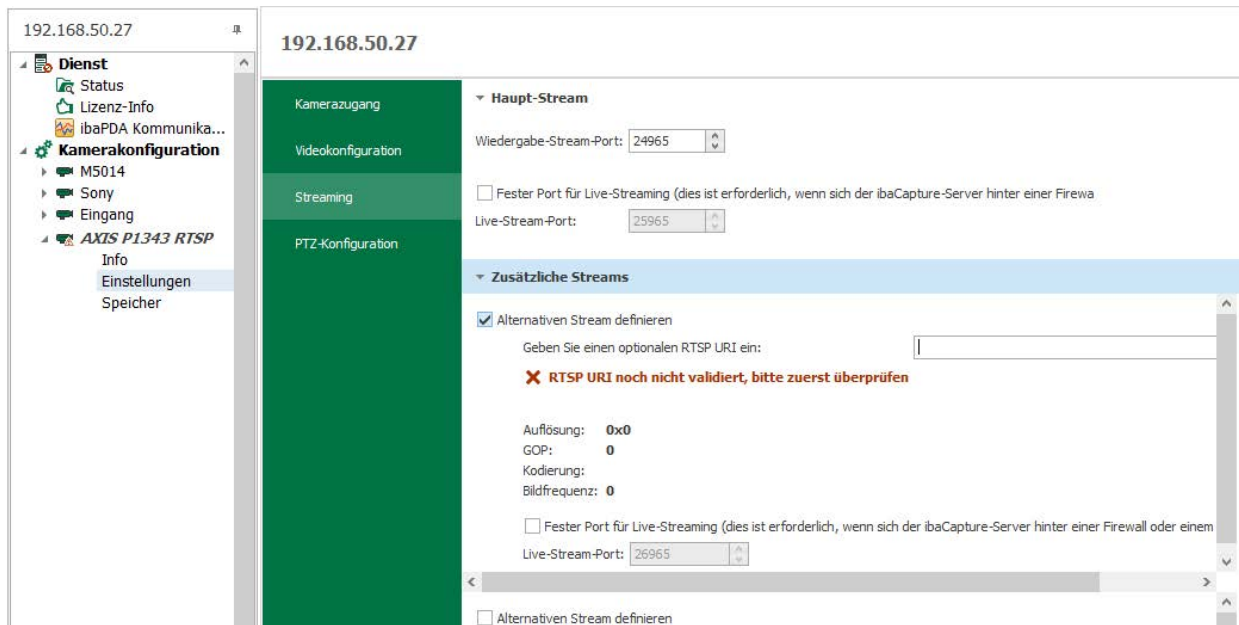 192.168.50.27
Dienst
Status
Lizenz-Info
ibaPDA Kommunika...
Kamerakonfiguration
M5014
Sony
Eingang
AXIS P1343 RTSP
Info
Einstellungen
Speicher
192.168.50.27
Kamerazugang
Videokonfiguration
Streaming
PTZ-Konfiguration
Haupt-Stream
Wiedergabe-Stream-Port: 24965
Fester Port für Live-Streaming (dies ist erforderlich, wenn sich der ibaCapture-Server hinter einer Firewa
Live-Stream-Port: 25965
Zusätzliche Streams
Alternativen Stream definieren
Geben Sie einen optionalen RTSP URI ein:
RTSP URI noch nicht validiert, bitte zuerst überprüfen
Auflösung: 0x0
GOP: 0
Kodierung:
Bildfrequenz: 0
Fester Port für Live-Streaming (dies ist erforderlich, wenn sich der ibaCapture-Server hinter einer Firewall oder einem
Live-Stream-Port: 26965
Alternativen Stream definieren